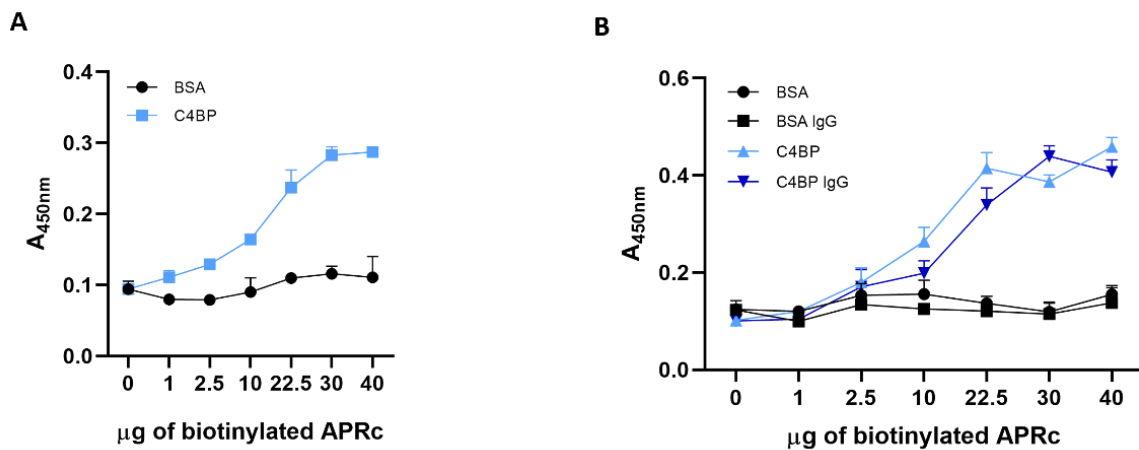 A
BSA
C4BP
A450nm
0.4
0.3
0.2
0.1
0.0
0 1 2.5 10 22.5 30 40
μg of biotinylated APRc
B
BSA
BSA IgG
C4BP
C4BP IgG
A450nm
0.6
0.4
0.2
0.0
0 1 2.5 10 22.5 30 40
μg of biotinylated APRc